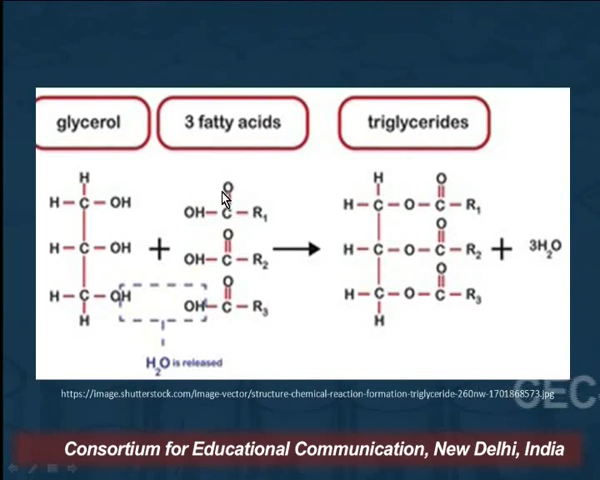 glycerol
3 fatty acids
triglycerides
H H
H-C-OH OH-C-R1 H-C-O-C-R1
O O O
H-C-OH + OH-C-R2 → H-C-O-C-R2 + 3H2O
O O
H-C-OH OH-C-R3 H-C-O-C-R3
H H
H2O is released
https://image.shutterstock.com/image-vector/structure-chemical-reaction-formation-triglyceride-260nw-1701868573.jpg
CEC
Consortium for Educational Communication, New Delhi, India